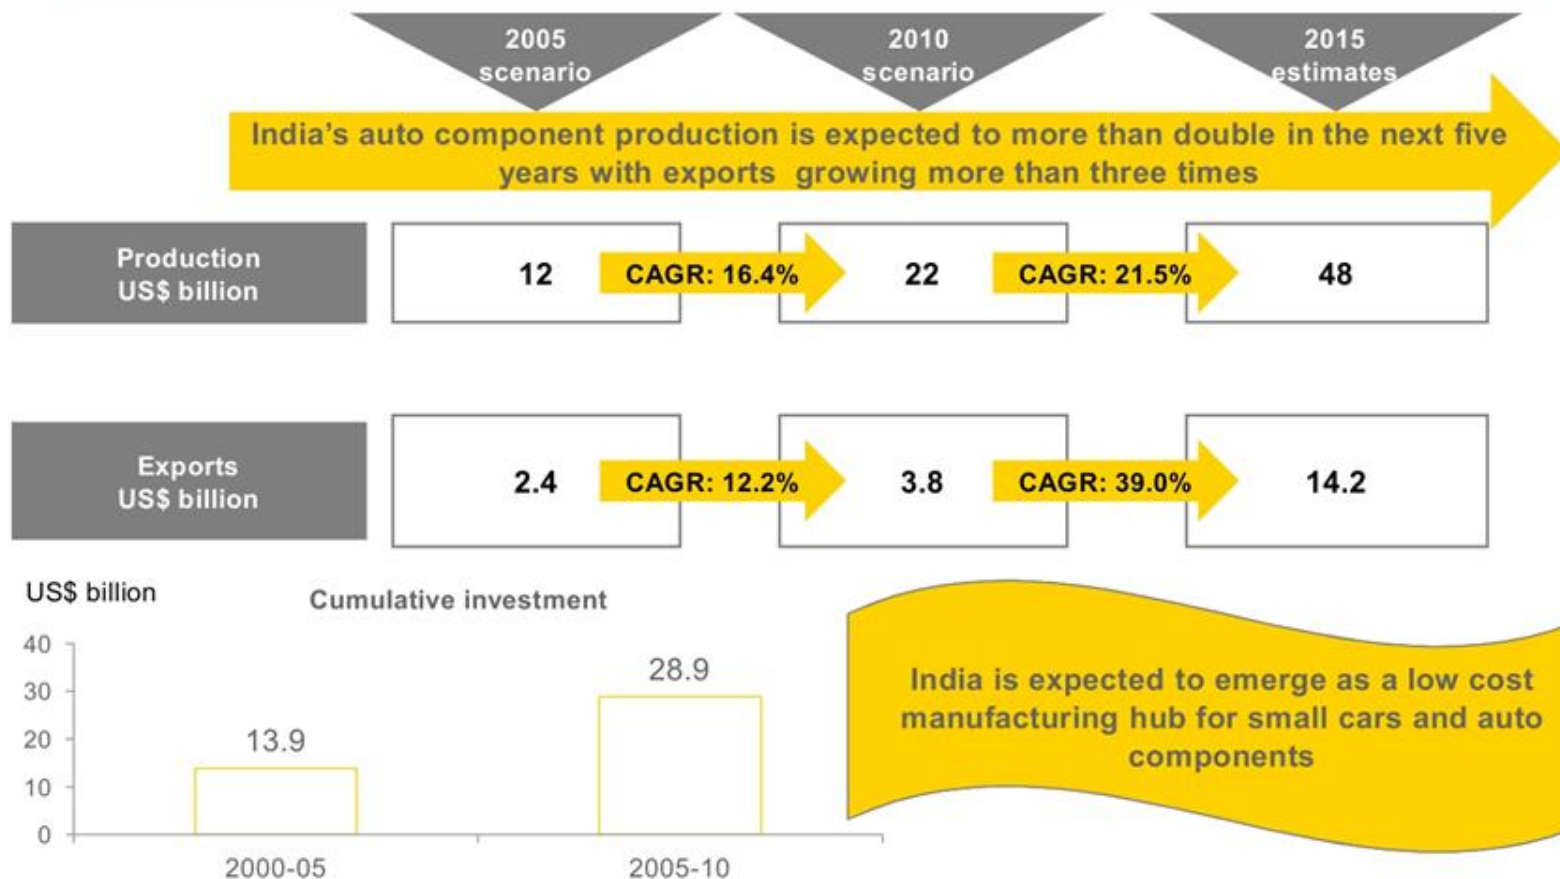 2005
scenario
2010
scenario
2015
estimates
India's auto component production is expected to more than double in the next five
years with exports growing more than three times
Production
US$ billion
12
CAGR: 16.4%
22
CAGR: 21.5%
48
Exports
US$ billion
2.4
CAGR: 12.2%
3.8
CAGR: 39.0%
14.2
US$ billion
Cumulative investment
40
30
20
10
0
13.9
28.9
2000-05
2005-10
India is expected to emerge as a low cost
manufacturing hub for small cars and auto
components